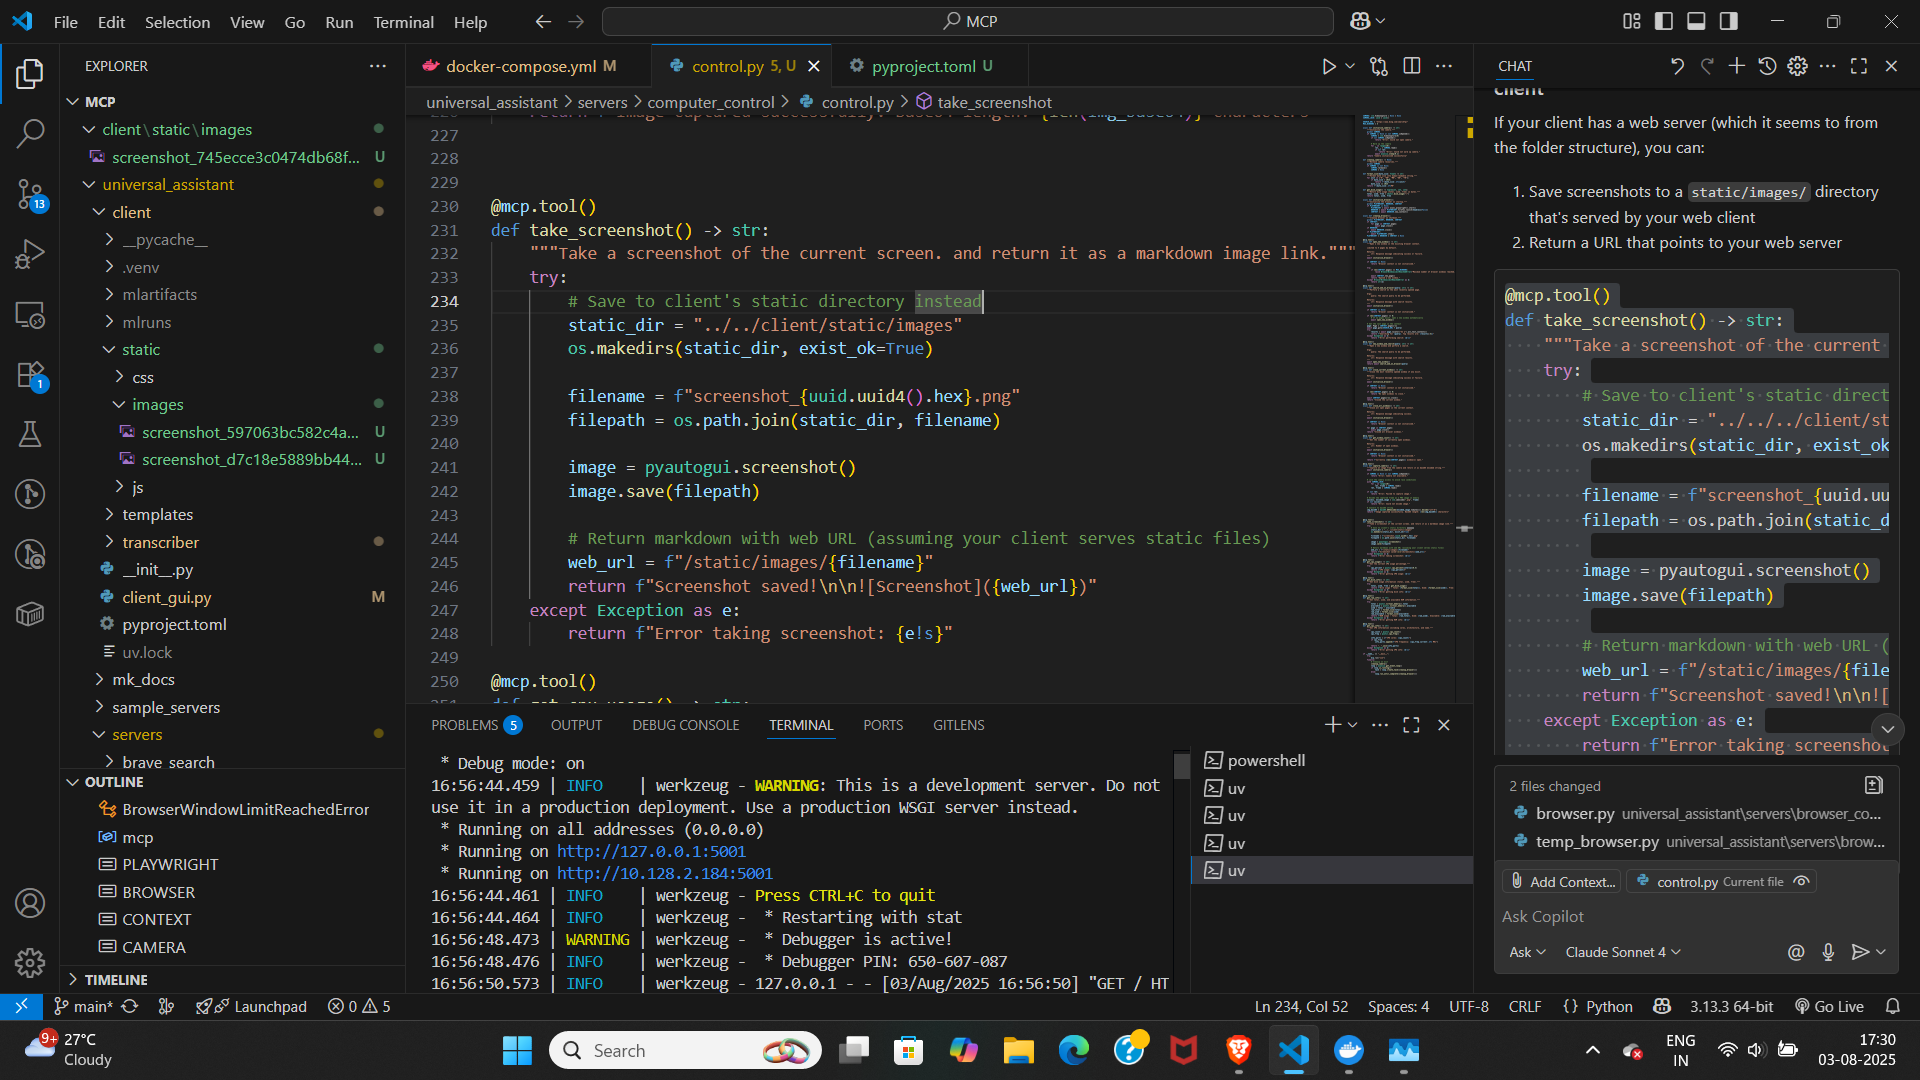 File Edit Selection View Go Run Terminal Help
MCP
EXPLORER
MCP
client\static\images
screenshot_745ecce3c0474db68f... U
universal_assistant
client
__pycache__
.venv
mlartifacts
mlruns
static
css
images
screenshot_597063bc582c4a... U
screenshot_d7c18e5889bb44... U
js
templates
transcriber
__init__.py
client_gui.py M
pyproject.toml
uv.lock
mk_docs
sample_servers
servers
brave_search
OUTLINE
BrowserWindowLimitReachedError
mcp
PLAYWRIGHT
BROWSER
CONTEXT
CAMERA
TIMELINE
13
1
docker-compose.yml M control.py 5, U pyproject.toml U
universal_assistant > servers > computer_control > control.py > take_screenshot
227
228
229
230 @mcp.tool()
231 def take_screenshot() -> str:
232 """Take a screenshot of the current screen. and return it as a markdown image link."""
233 try:
234 # Save to client's static directory instead
235 static_dir = "../../client/static/images"
236 os.makedirs(static_dir, exist_ok=True)
237
238 filename = f"screenshot_{uuid.uuid4().hex}.png"
239 filepath = os.path.join(static_dir, filename)
240
241 image = pyautogui.screenshot()
242 image.save(filepath)
243
244 # Return markdown with web URL (assuming your client serves static files)
245 web_url = f"/static/images/{filename}"
246 return f"Screenshot saved!\n\n![Screenshot]({web_url})"
247 except Exception as e:
248 return f"Error taking screenshot: {e!s}"
249
250 @mcp.tool()
PROBLEMS 5 OUTPUT DEBUG CONSOLE TERMINAL PORTS GITLENS
* Debug mode: on
16:56:44.459 | INFO | werkzeug - WARNING: This is a development server. Do not
use it in a production deployment. Use a production WSGI server instead.
* Running on all addresses (0.0.0.0)
* Running on http://127.0.0.1:5001
* Running on http://10.128.2.184:5001
16:56:44.461 | INFO | werkzeug - Press CTRL+C to quit
16:56:44.464 | INFO | werkzeug - * Restarting with stat
16:56:48.473 | WARNING | werkzeug - * Debugger is active!
16:56:48.476 | INFO | werkzeug - * Debugger PIN: 650-607-087
16:56:50.573 | INFO | werkzeug - 127.0.0.1 - - [03/Aug/2025 16:56:50] "GET / HT
powershell
uv
uv
uv
uv
CHAT
client
If your client has a web server (which it seems to from
the folder structure), you can:
1. Save screenshots to a static/images/ directory
that's served by your web client
2. Return a URL that points to your web server
@mcp.tool()
def take_screenshot() -> str:
"""Take a screenshot of the current
try:
# Save to client's static direct
static_dir = "../../../client/st
os.makedirs(static_dir, exist_ok
filename = f"screenshot_{uuid.uu
filepath = os.path.join(static_d
image = pyautogui.screenshot()
image.save(filepath)
# Return markdown with web URL (
web_url = f"/static/images/{file
return f"Screenshot saved!\n\n![
except Exception as e:
return f"Error taking screenshot
2 files changed
browser.py universal_assistant\servers\browser_co...
temp_browser.py universal_assistant\servers\brow...
Add Context... control.py Current file
Ask Copilot
Ask Claude Sonnet 4
main* Launchpad 0 5 Ln 234, Col 52 Spaces: 4 UTF-8 CRLF {} Python 3.13.3 64-bit Go Live
9+ 27°C
Cloudy
Search
ENG
IN
17:30
03-08-2025